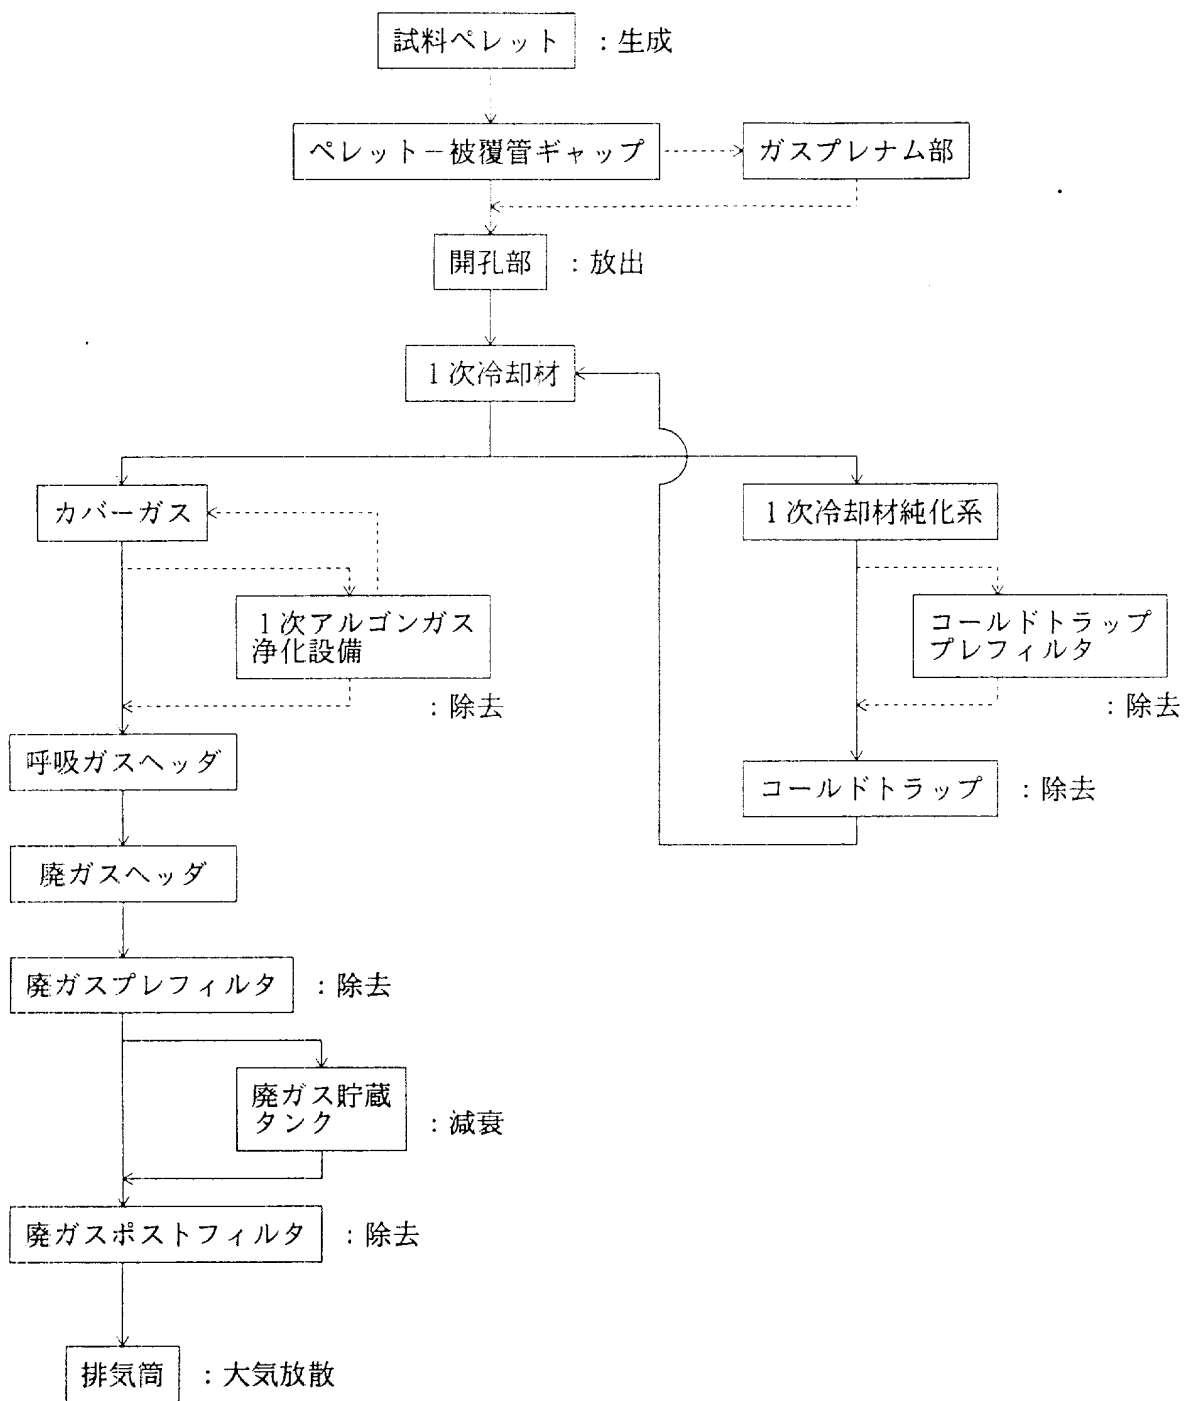 試料ペレット :生成
ペレット－被覆管ギャップ
ガスプレナム部
開孔部 :放出
1次冷却材
カバーガス
1次冷却材純化系
1次アルゴンガス
浄化設備
:除去
コールドトラップ
プレフィルタ
:除去
呼吸ガスヘッダ
コールドトラップ :除去
廃ガスヘッダ
廃ガスプレフィルタ :除去
廃ガス貯蔵
タンク :減衰
廃ガスポストフィルタ :除去
排気筒 :大気放散